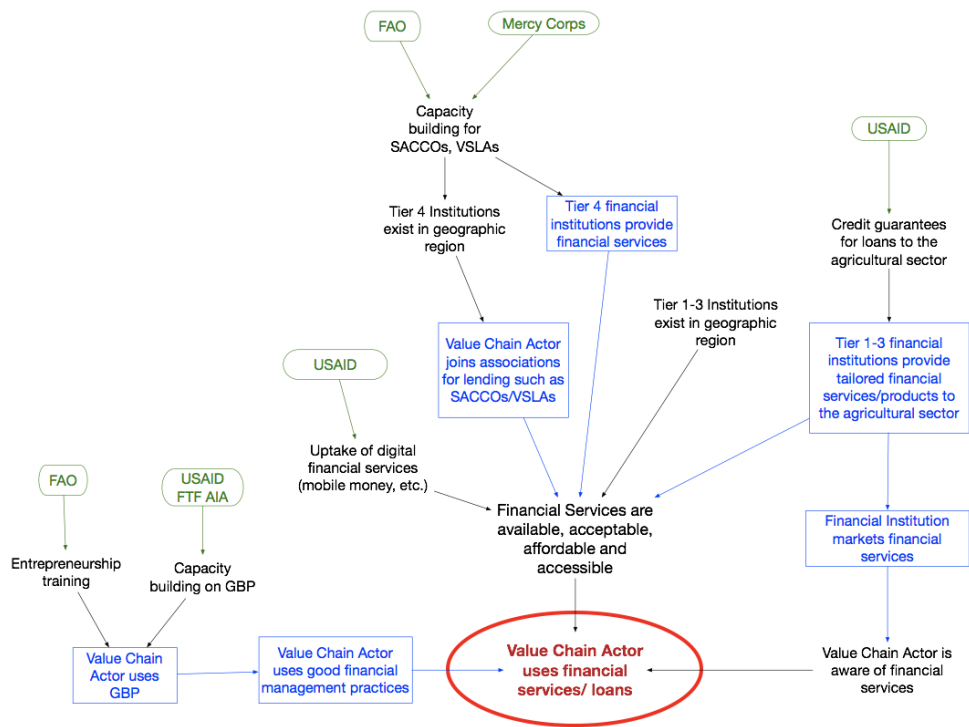 FAO
Mercy Corps
Capacity
building for
SACCOs, VSLAs
USAID
Tier 4 Institutions
exist in geographic
region
Tier 4 financial
institutions provide
financial services
Credit guarantees
for loans to the
agricultural sector
Tier 1-3 Institutions
exist in geographic
region
Value Chain Actor
joins associations
for lending such as
SACCOs/VSLAs
Tier 1-3 financial
institutions provide
tailored financial
services/products to
the agricultural sector
USAID
Uptake of digital
financial services
(mobile money, etc.)
FAO
USAID
FTF AIA
Financial Services are
available, acceptable,
affordable and
accessible
Financial Institution
markets financial
services
Entrepreneurship
training
Capacity
building on GBP
Value Chain
Actor uses
GBP
Value Chain Actor
uses good financial
management practices
Value Chain Actor
uses financial
services/ loans
Value Chain Actor is
aware of financial
services